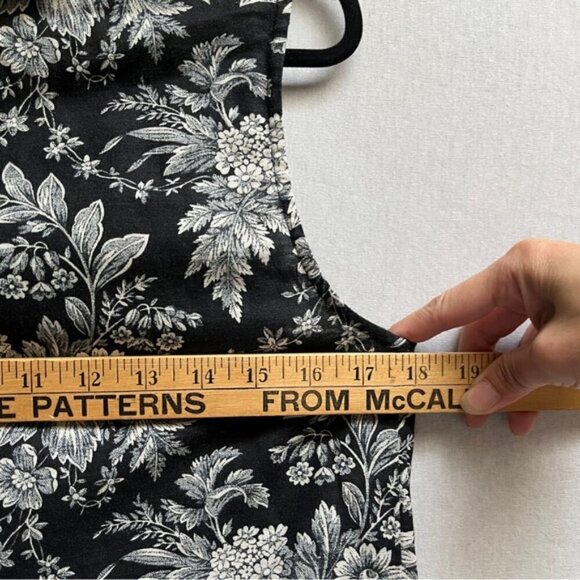 11 12 13 14 15 16 17 18 19
E PATTERNS FROM McCAL